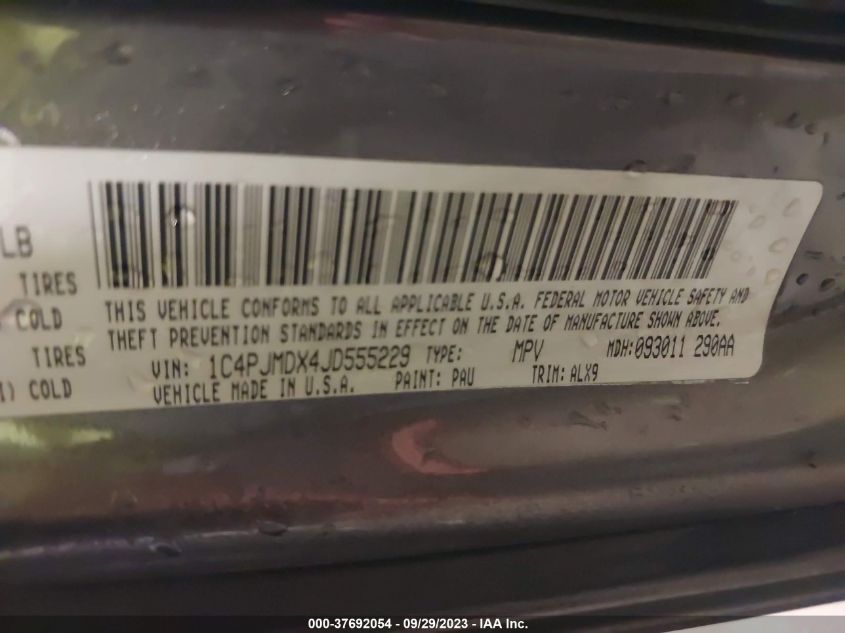 LB
TIRES
COLD
TIRES
) COLD
THIS VEHICLE CONFORMS TO ALL APPLICABLE U.S.A. FEDERAL MOTOR VEHICLE SAFETY AND
THEFT PREVENTION STANDARDS IN EFFECT ON THE DATE OF MANUFACTURE SHOWN ABOVE.
VIN: 1C4PJMDX4JD555229 TYPE: MPV MDH:093011 290AA
VEHICLE MADE IN U.S.A. PAINT: PAU TRIM:ALX9
000-37692054 / 09/29/2023 - IAA Inc.